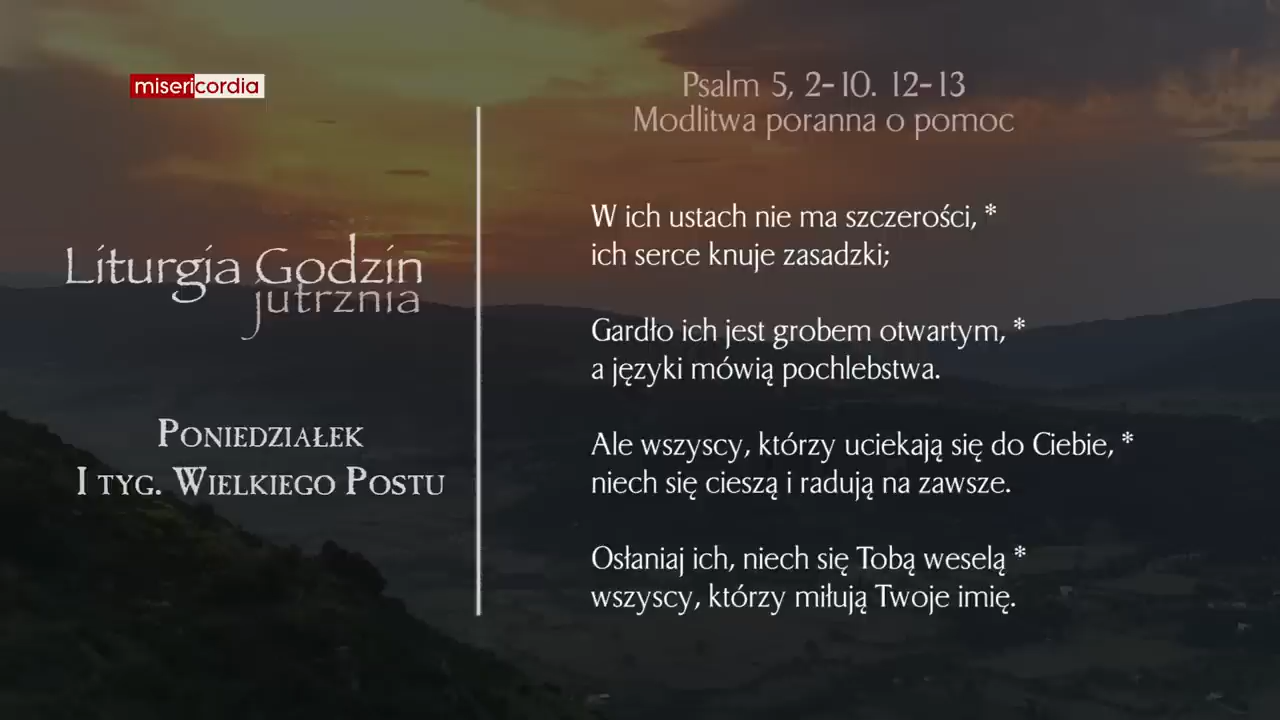 misericordia
Liturgia Godzin
jutrznia
Poniedziałek
I tyg. Wielkiego Postu
Psalm 5, 2-10. 12-13
Modlitwa poranna o pomoc
W ich ustach nie ma szczerości, *
ich serce knuje zasadzki;
Gardło ich jest grobem otwartym, *
a języki mówią pochlebstwa.
Ale wszyscy, którzy uciekają się do Ciebie, *
niech się cieszą i radują na zawsze.
Osłaniaj ich, niech się Tobą weselą *
wszyscy, którzy miłują Twoje imię.